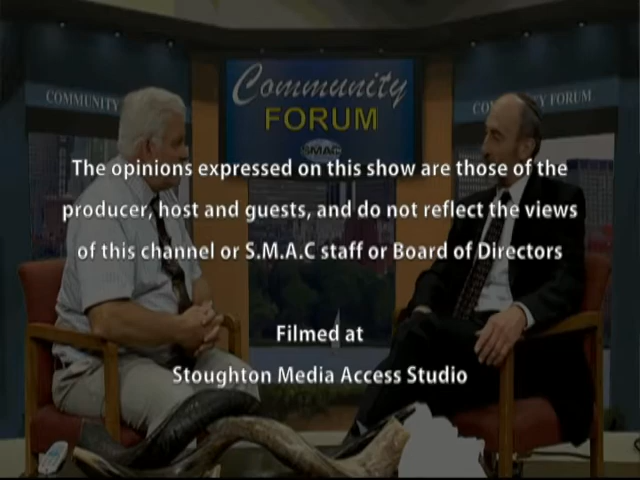 Community
FORUM
SMAC
COMMUNITY
COMMUNITY FORUM
The opinions expressed on this show are those of the
producer, host and guests, and do not reflect the views
of this channel or S.M.A.C staff or Board of Directors
Filmed at
Stoughton Media Access Studio